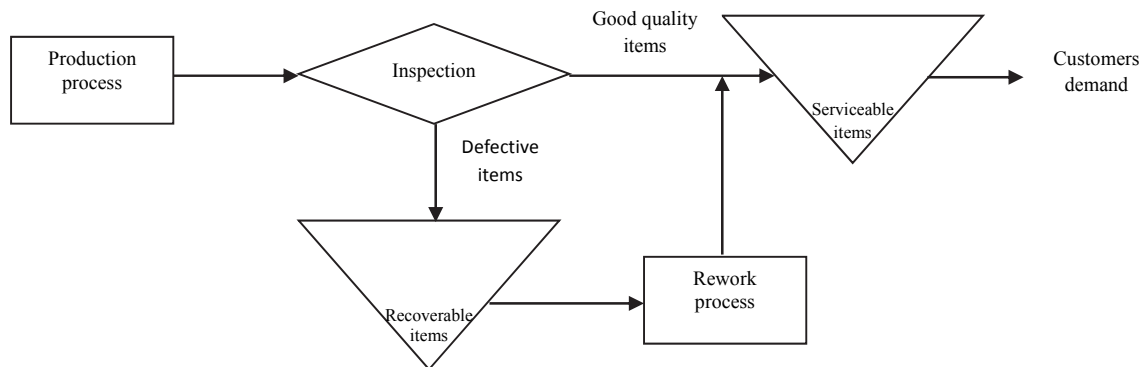 Production
process
Inspection
Good quality
items
Serviceable
items
Customers
demand
Defective
items
Recoverable
items
Rework
process